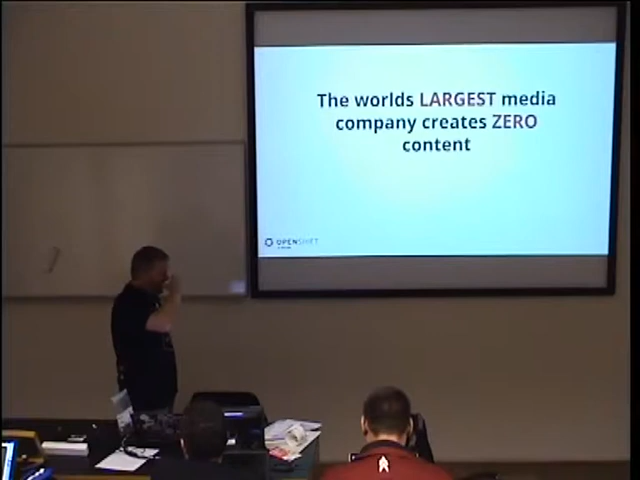 The worlds LARGEST media
company creates ZERO
content
OPENSHIFT